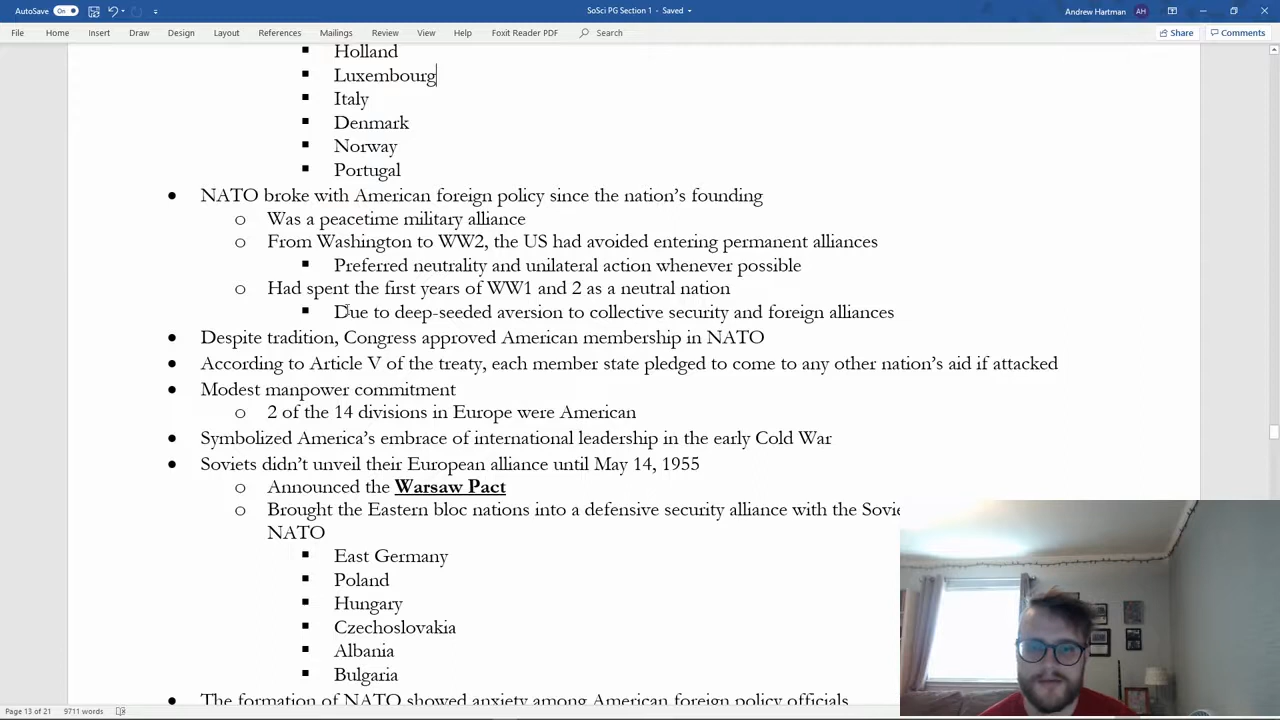 AutoSave On SoSci PG Section 1 - Saved Andrew Hartman AH
File Home Insert Draw Design Layout References Mailings Review View Help Foxit Reader PDF Search Share Comments
Holland
Luxembourg
Italy
Denmark
Norway
Portugal
NATO broke with American foreign policy since the nation's founding
Was a peacetime military alliance
From Washington to WW2, the US had avoided entering permanent alliances
Preferred neutrality and unilateral action whenever possible
Had spent the first years of WW1 and 2 as a neutral nation
Due to deep-seeded aversion to collective security and foreign alliances
Despite tradition, Congress approved American membership in NATO
According to Article V of the treaty, each member state pledged to come to any other nation's aid if attacked
Modest manpower commitment
2 of the 14 divisions in Europe were American
Symbolized America's embrace of international leadership in the early Cold War
Soviets didn't unveil their European alliance until May 14, 1955
Announced the Warsaw Pact
Brought the Eastern bloc nations into a defensive security alliance with the
NATO
East Germany
Poland
Hungary
Czechoslovakia
Albania
Bulgaria
The formation of NATO showed anxiety among American foreign policy officials
Page 13 of 21 9711 words